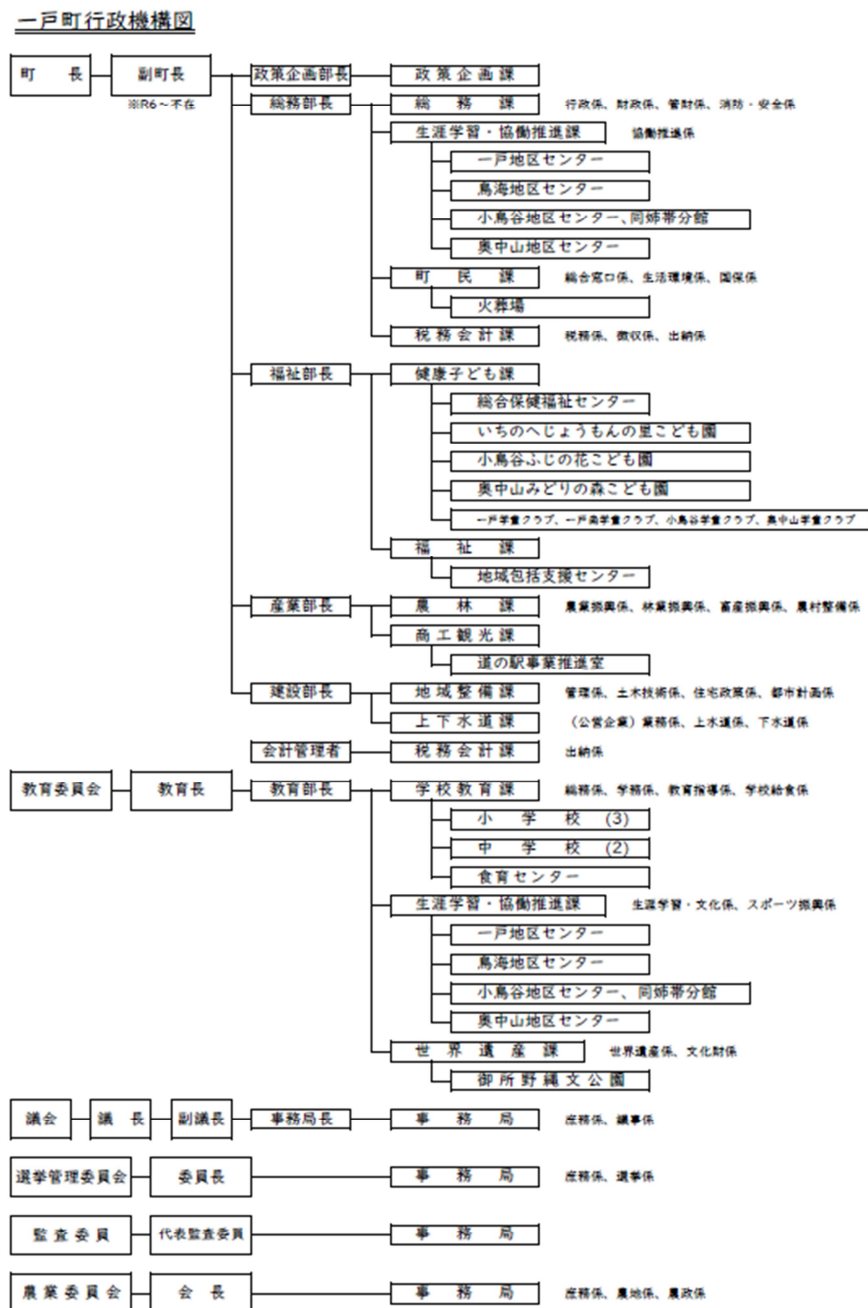 一戸町行政機構図
町長 副町長 政策企画部長 政策企画課
※R6～不在 総務部長 総務課 行政係、財政係、管財係、消防・安全係
生涯学習・協働推進課 協働推進係
一戸地区センター
鳥海地区センター
小鳥谷地区センター、同姉帯分館
奥中山地区センター
町民課 総合窓口係、生活環境係、国保係
火葬場
税務会計課 税務係、徴収係、出納係
福祉部長 健康子ども課
総合保健福祉センター
いちのへじょうもんの里こども園
小鳥谷ふじの花こども園
奥中山みどりの森こども園
一戸学童クラブ、一戸南学童クラブ、小鳥谷学童クラブ、奥中山学童クラブ
福祉課
地域包括支援センター
産業部長 農林課 農業振興係、林業振興係、畜産振興係、農村整備係
商工観光課
道の駅事業推進室
建設部長 地域整備課 管理係、土木技術係、住宅政策係、都市計画係
上下水道課 （公営企業）業務係、上水道係、下水道係
会計管理者 税務会計課 出納係
教育委員会 教育長 教育部長 学校教育課 総務係、学務係、教育指導係、学校給食係
小学校 (3)
中学校 (2)
食育センター
生涯学習・協働推進課 生涯学習・文化係、スポーツ振興係
一戸地区センター
鳥海地区センター
小鳥谷地区センター、同姉帯分館
奥中山地区センター
世界遺産課 世界遺産係、文化財係
御所野縄文公園
議会 議長 副議長 事務局長 事務局 庶務係、議事係
選挙管理委員会 委員長 事務局 庶務係、選挙係
監査委員 代表監査委員 事務局
農業委員会 会長 事務局 庶務係、農地係、農政係